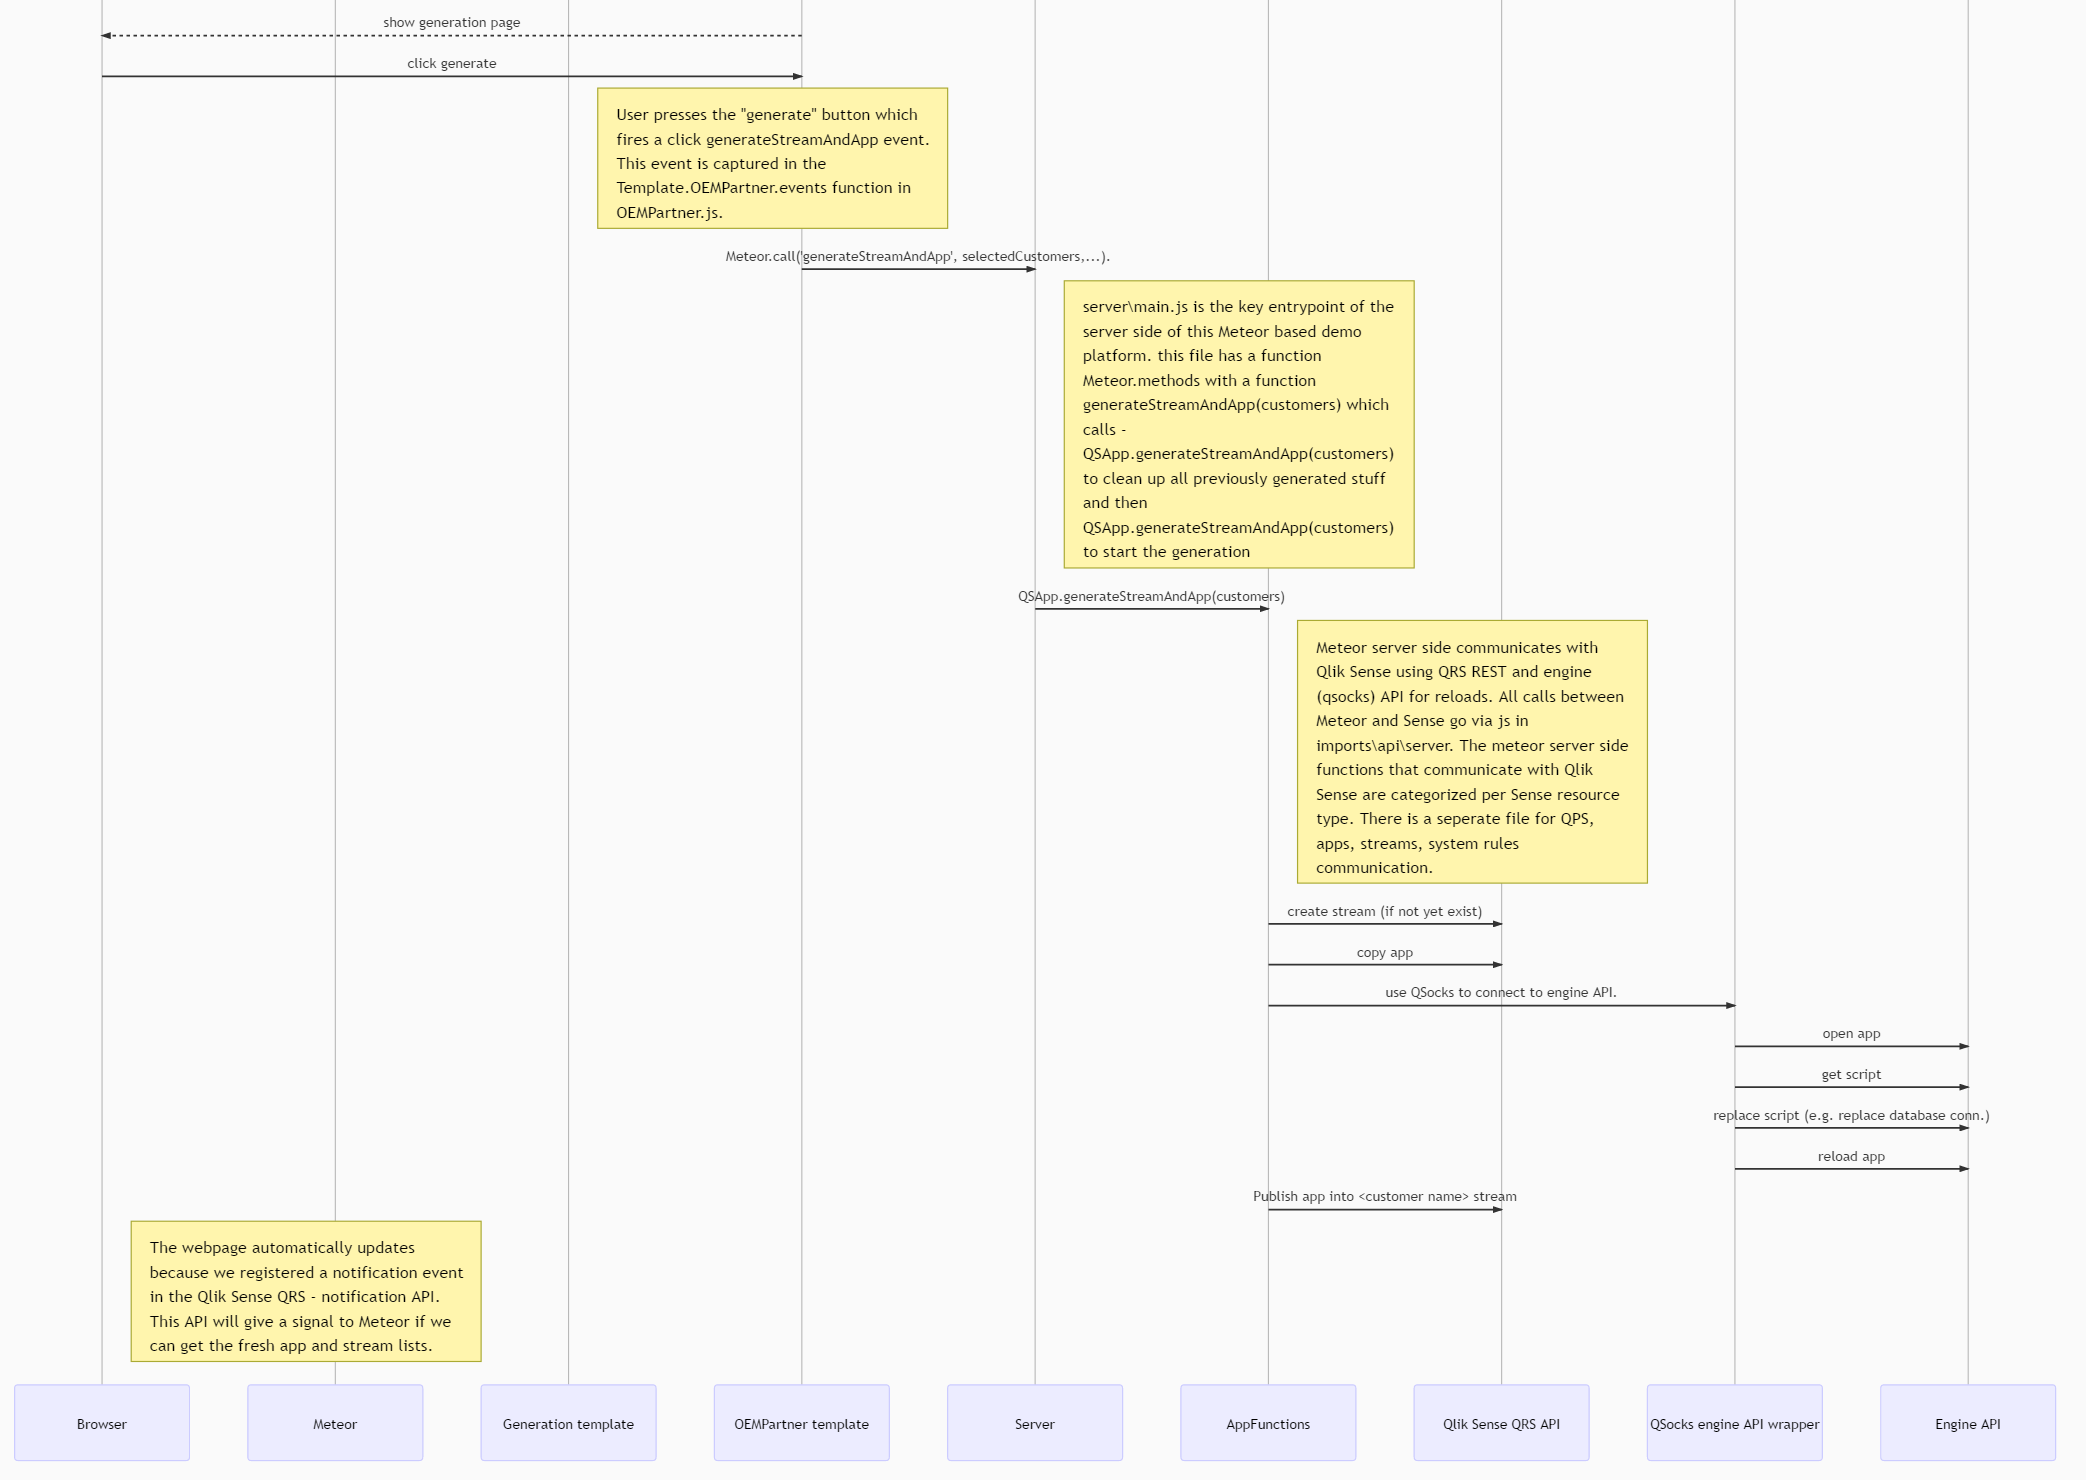 show generation page
click generate
User presses the "generate" button which
fires a click generateStreamAndApp event.
This event is captured in the
Template.OEMPartner.events function in
OEMPartner.js.
Meteor.call('generateStreamAndApp', selectedCustomers,...).
server\main.js is the key entrypoint of the
server side of this Meteor based demo
platform. this file has a function
Meteor.methods with a function
generateStreamAndApp(customers) which
calls -
QSApp.generateStreamAndApp(customers)
to clean up all previously generated stuff
and then
QSApp.generateStreamAndApp(customers)
to start the generation
QSApp.generateStreamAndApp(customers)
Meteor server side communicates with
Qlik Sense using QRS REST and engine
(qsocks) API for reloads. All calls between
Meteor and Sense go via js in
imports\api\server. The meteor server side
functions that communicate with Qlik
Sense are categorized per Sense resource
type. There is a seperate file for QPS,
apps, streams, system rules
communication.
create stream (if not yet exist)
copy app
use QSocks to connect to engine API.
open app
get script
replace script (e.g. replace database conn.)
reload app
Publish app into <customer name> stream
The webpage automatically updates
because we registered a notification event
in the Qlik Sense QRS - notification API.
This API will give a signal to Meteor if we
can get the fresh app and stream lists.
Browser
Meteor
Generation template
OEMPartner template
Server
AppFunctions
Qlik Sense QRS API
QSocks engine API wrapper
Engine API